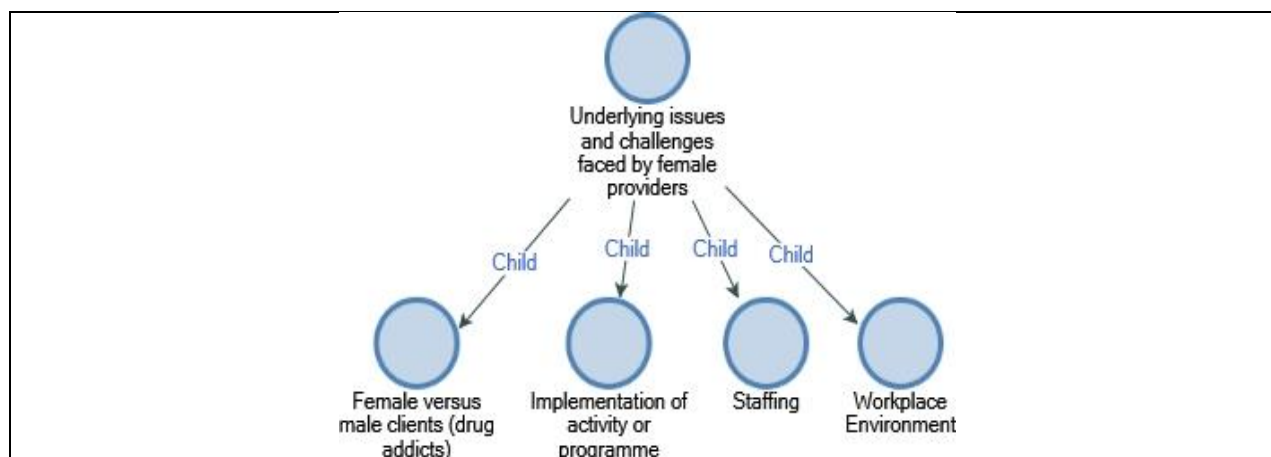 Underlying issues
and challenges
faced by female
providers
Child
Child
Child
Child
Female versus
male clients (drug
addicts)
Implementation of
activity or
programme
Staffing
Workplace
Environment